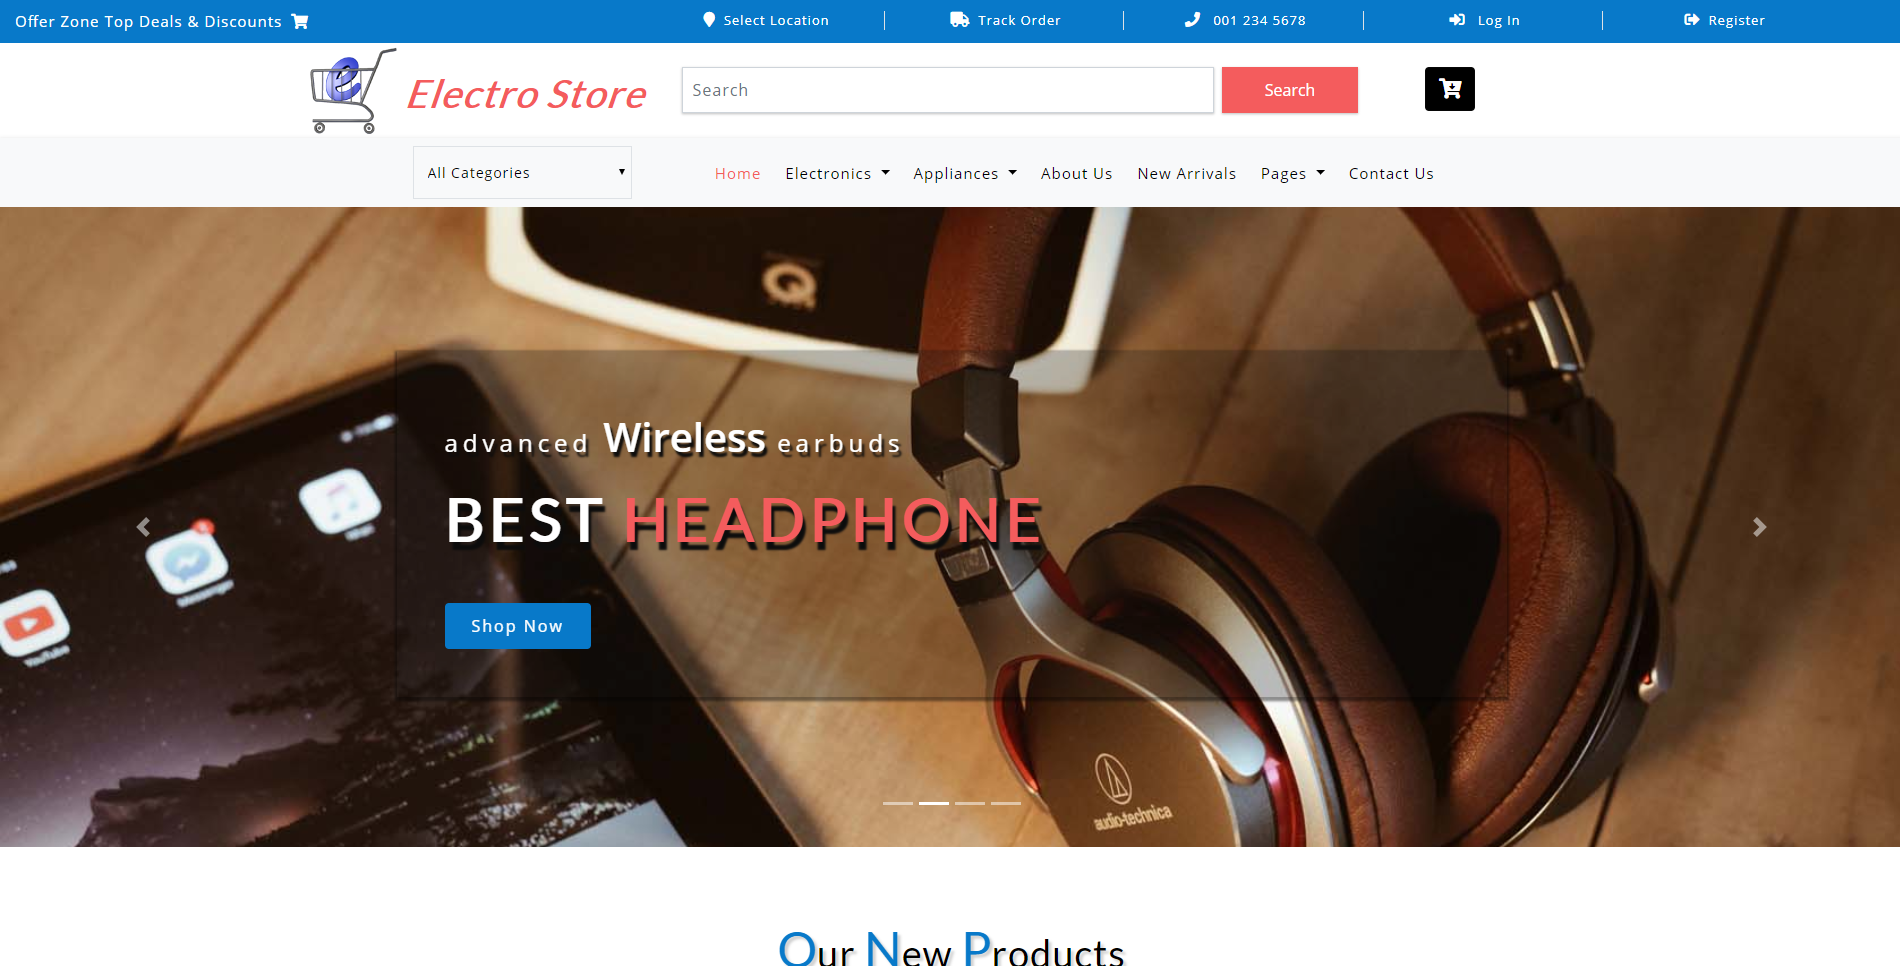 Offer Zone Top Deals & Discounts
Select Location
Track Order
001 234 5678
Log In
Register
e
Electro Store
Search
Search
All Categories
Home
Electronics
Appliances
About Us
New Arrivals
Pages
Contact Us
Q
advanced Wireless earbuds
BEST HEADPHONE
Messenger
YouTube
Shop Now
audio-technica
Our New Products